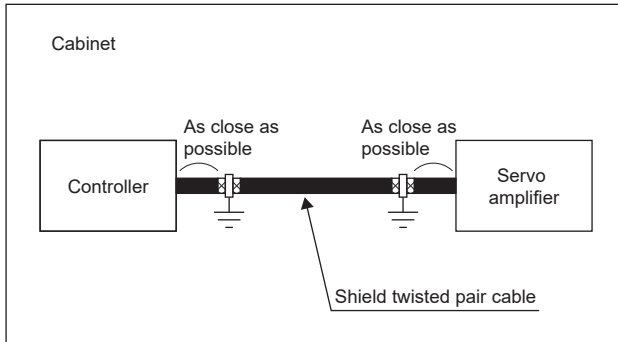 Cabinet
As close as
possible
As close as
possible
Controller
Servo
amplifier
Shield twisted pair cable